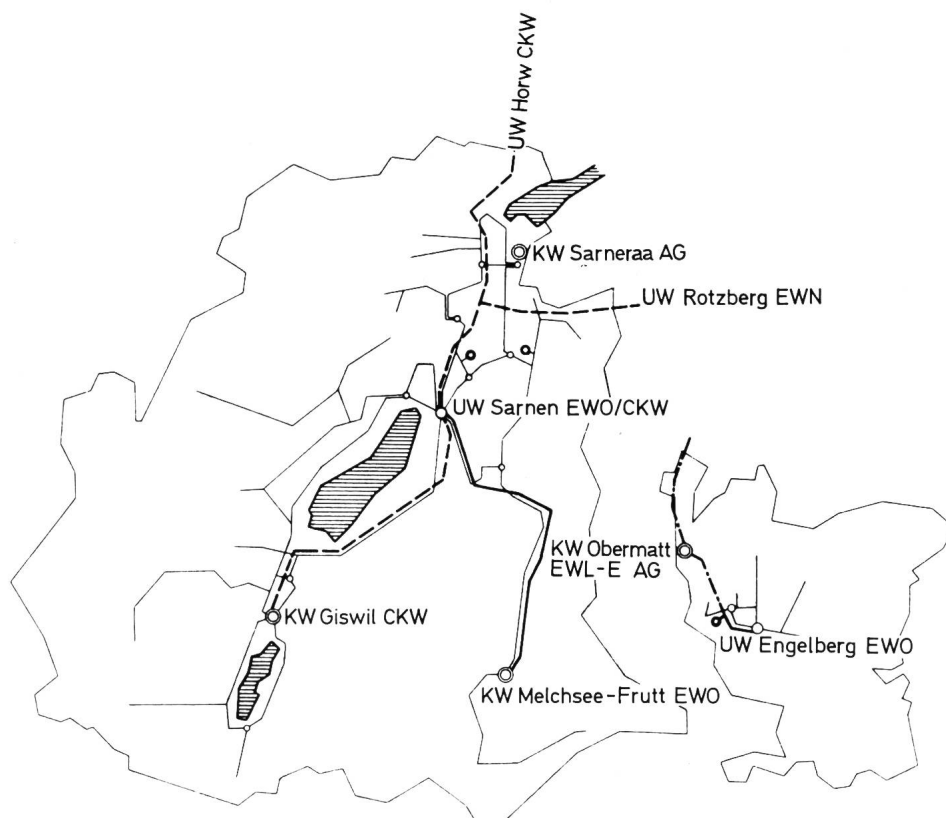 UW Horw CKW
KW Sarneraa AG
UW Rotzberg EWN
UW Sarnen EWO/CKW
KW Obermatt
EWL-E AG
KW Giswil CKW
UW Engelberg EWO
KW Melchsee-Frutt EWO